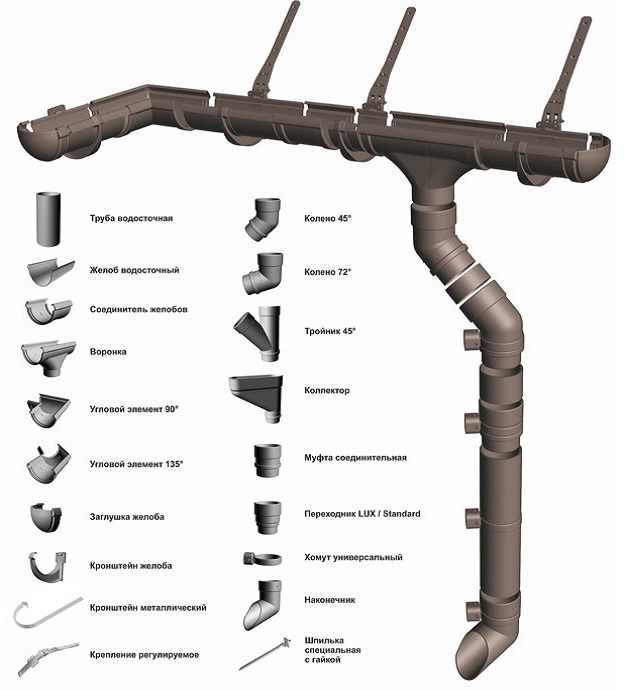 Труба водосточная
Желоб водосточный
Соединитель желобов
Воронка
Угловой элемент 90°
Угловой элемент 135°
Заглушка желоба
Кронштейн желоба
Кронштейн металлический
Крепление регулируемое
Колено 45°
Колено 72°
Тройник 45°
Коллектор
Муфта соединительная
Переходник LUX / Standard
Хомут универсальный
Наконечник
Шпилька
специальная
с гайкой